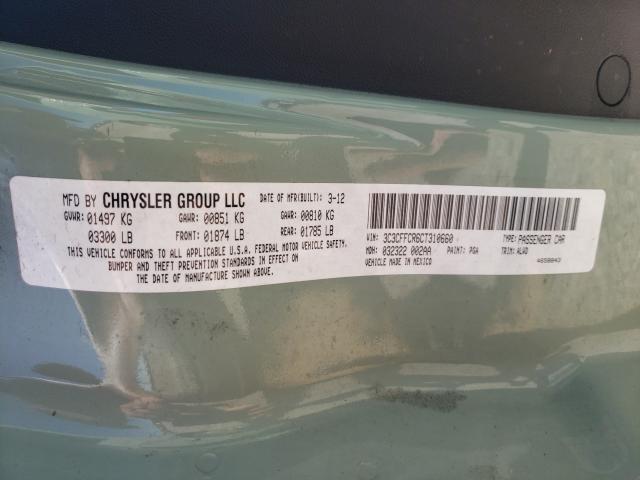 MFD BY CHRYSLER GROUP LLC DATE OF MFR(BUILT): 3-12
GVWR: 01497 KG GAWR: 00851 KG GAWR: 00810 KG
03300 LB FRONT: 01874 LB REAR: 01785 LB
THIS VEHICLE CONFORMS TO ALL APPLICABLE U.S.A. FEDERAL MOTOR VEHICLE SAFETY,
BUMPER AND THEFT PREVENTION STANDARDS IN EFFECT ON
THE DATE OF MANUFACTURE SHOWN ABOVE.
VIN: 3C3CFFCR6CT310660 TYPE: PASSENGER CAR
MDH: 032322 002AA PAINT: PGA TRIM: ALWD
VEHICLE MADE IN MEXICO